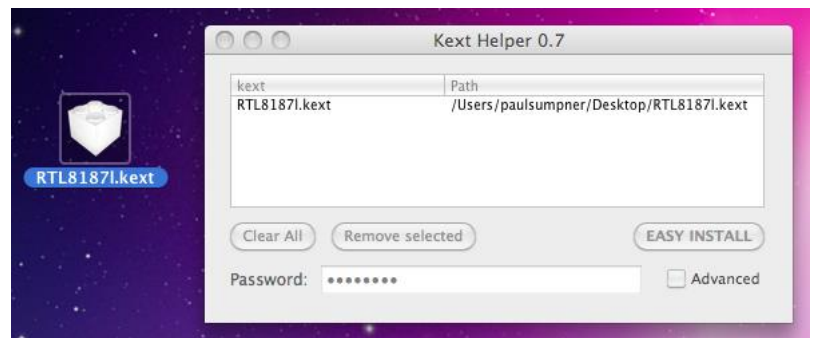 Kext Helper 0.7
kext Path
RTL8187l.kext /Users/paulsumpner/Desktop/RTL8187l.kext
RTL8187l.kext
Clear All Remove selected EASY INSTALL
Password: •••••••• Advanced